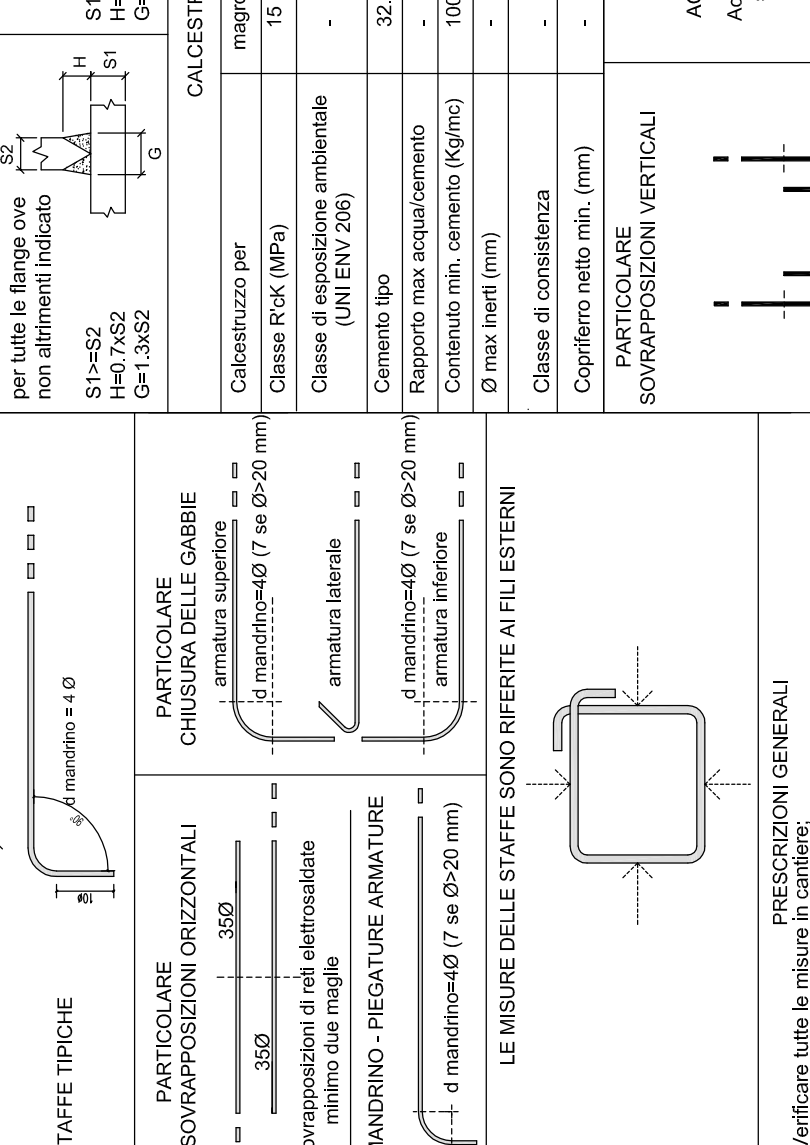 TAFFE TIPICHE
10Ø
90°
d mandrino = 4 Ø
PARTICOLARE
SOVRAPPOSIZIONI ORIZZONTALI
35Ø
35Ø
ovrapposizioni di reti elettrosaldate
minimo due maglie
IANDRINO - PIEGATURE ARMATURE
d mandrino=4Ø (7 se Ø>20 mm)
PARTICOLARE
CHIUSURA DELLE GABBIE
armatura superiore
d mandrIno=4Ø (7 se Ø>20 mm)
armatura laterale
d mandrino=4Ø (7 se Ø>20 mm)
armatura inferiore
LE MISURE DELLE STAFFE SONO RIFERITE AI FILI ESTERNI
PRESCRIZIONI GENERALI
Verificare tutte le misure in cantiere;
per tutte le flange ove
non altrimenti indicato
S1>=S2
H=0.7xS2
G=1.3xS2
S2
H
S1
G
S1
H=
G=
CALCESTR
Calcestruzzo per magro
Classe R'cK (MPa) 15
Classe di esposizione ambientale -
(UNI ENV 206)
Cemento tipo 32.
Rapporto max acqua/cemento -
Contenuto min. cemento (Kg/mc) 100
Ø max inerti (mm) -
Classe di consistenza -
Copriferro netto min. (mm) -
PARTICOLARE
SOVRAPPOSIZIONI VERTICALI